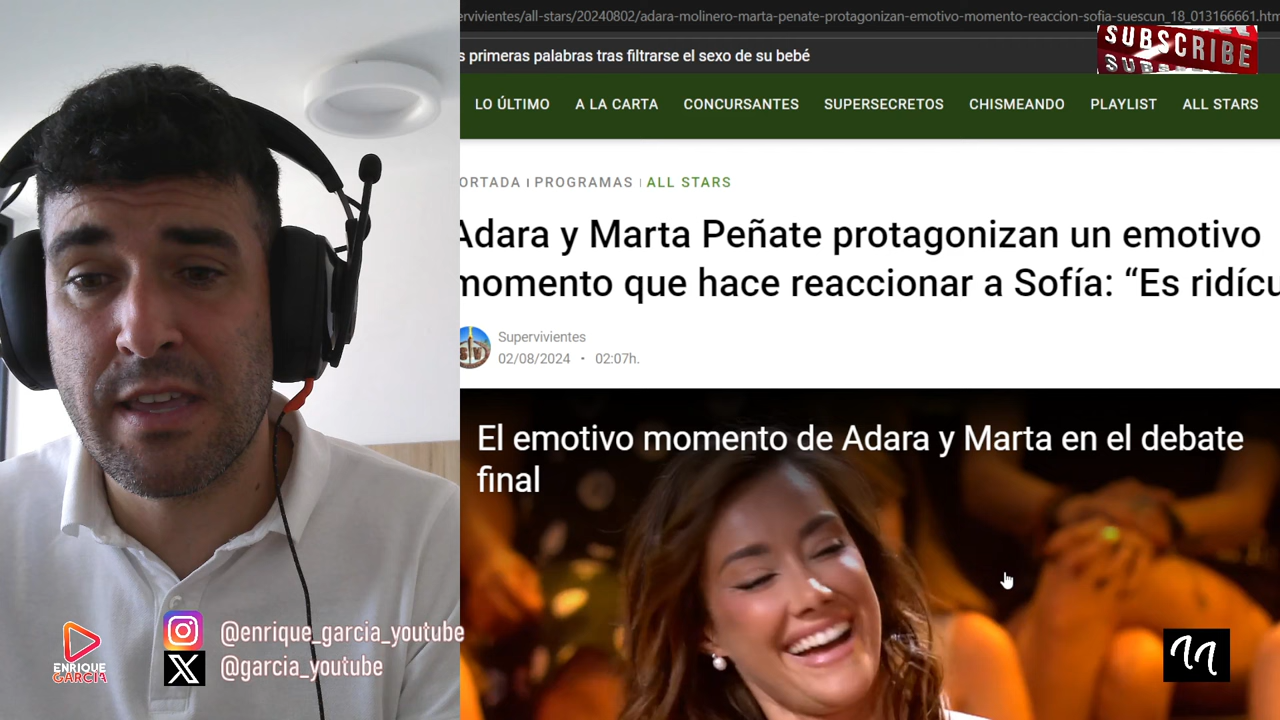 ervivientes/all-stars/20240802/adara-molinero-marta-penate-protagonizan-emotivo-momento-reaccion-sofia-suescun_18_013166661.htm
SUBSCRIBE
s primeras palabras tras filtrarse el sexo de su bebé
LO ÚLTIMO A LA CARTA CONCURSANTES SUPERSECRETOS CHISMEANDO PLAYLIST ALL STARS
ORTADA | PROGRAMAS | ALL STARS
Adara y Marta Peñate protagonizan un emotivo
momento que hace reaccionar a Sofía: “Es ridícu
Supervivientes
02/08/2024 • 02:07h.
El emotivo momento de Adara y Marta en el debate
final
ENRIQUE
GARCIA
@enrique_garcia_youtube
@garcia_youtube